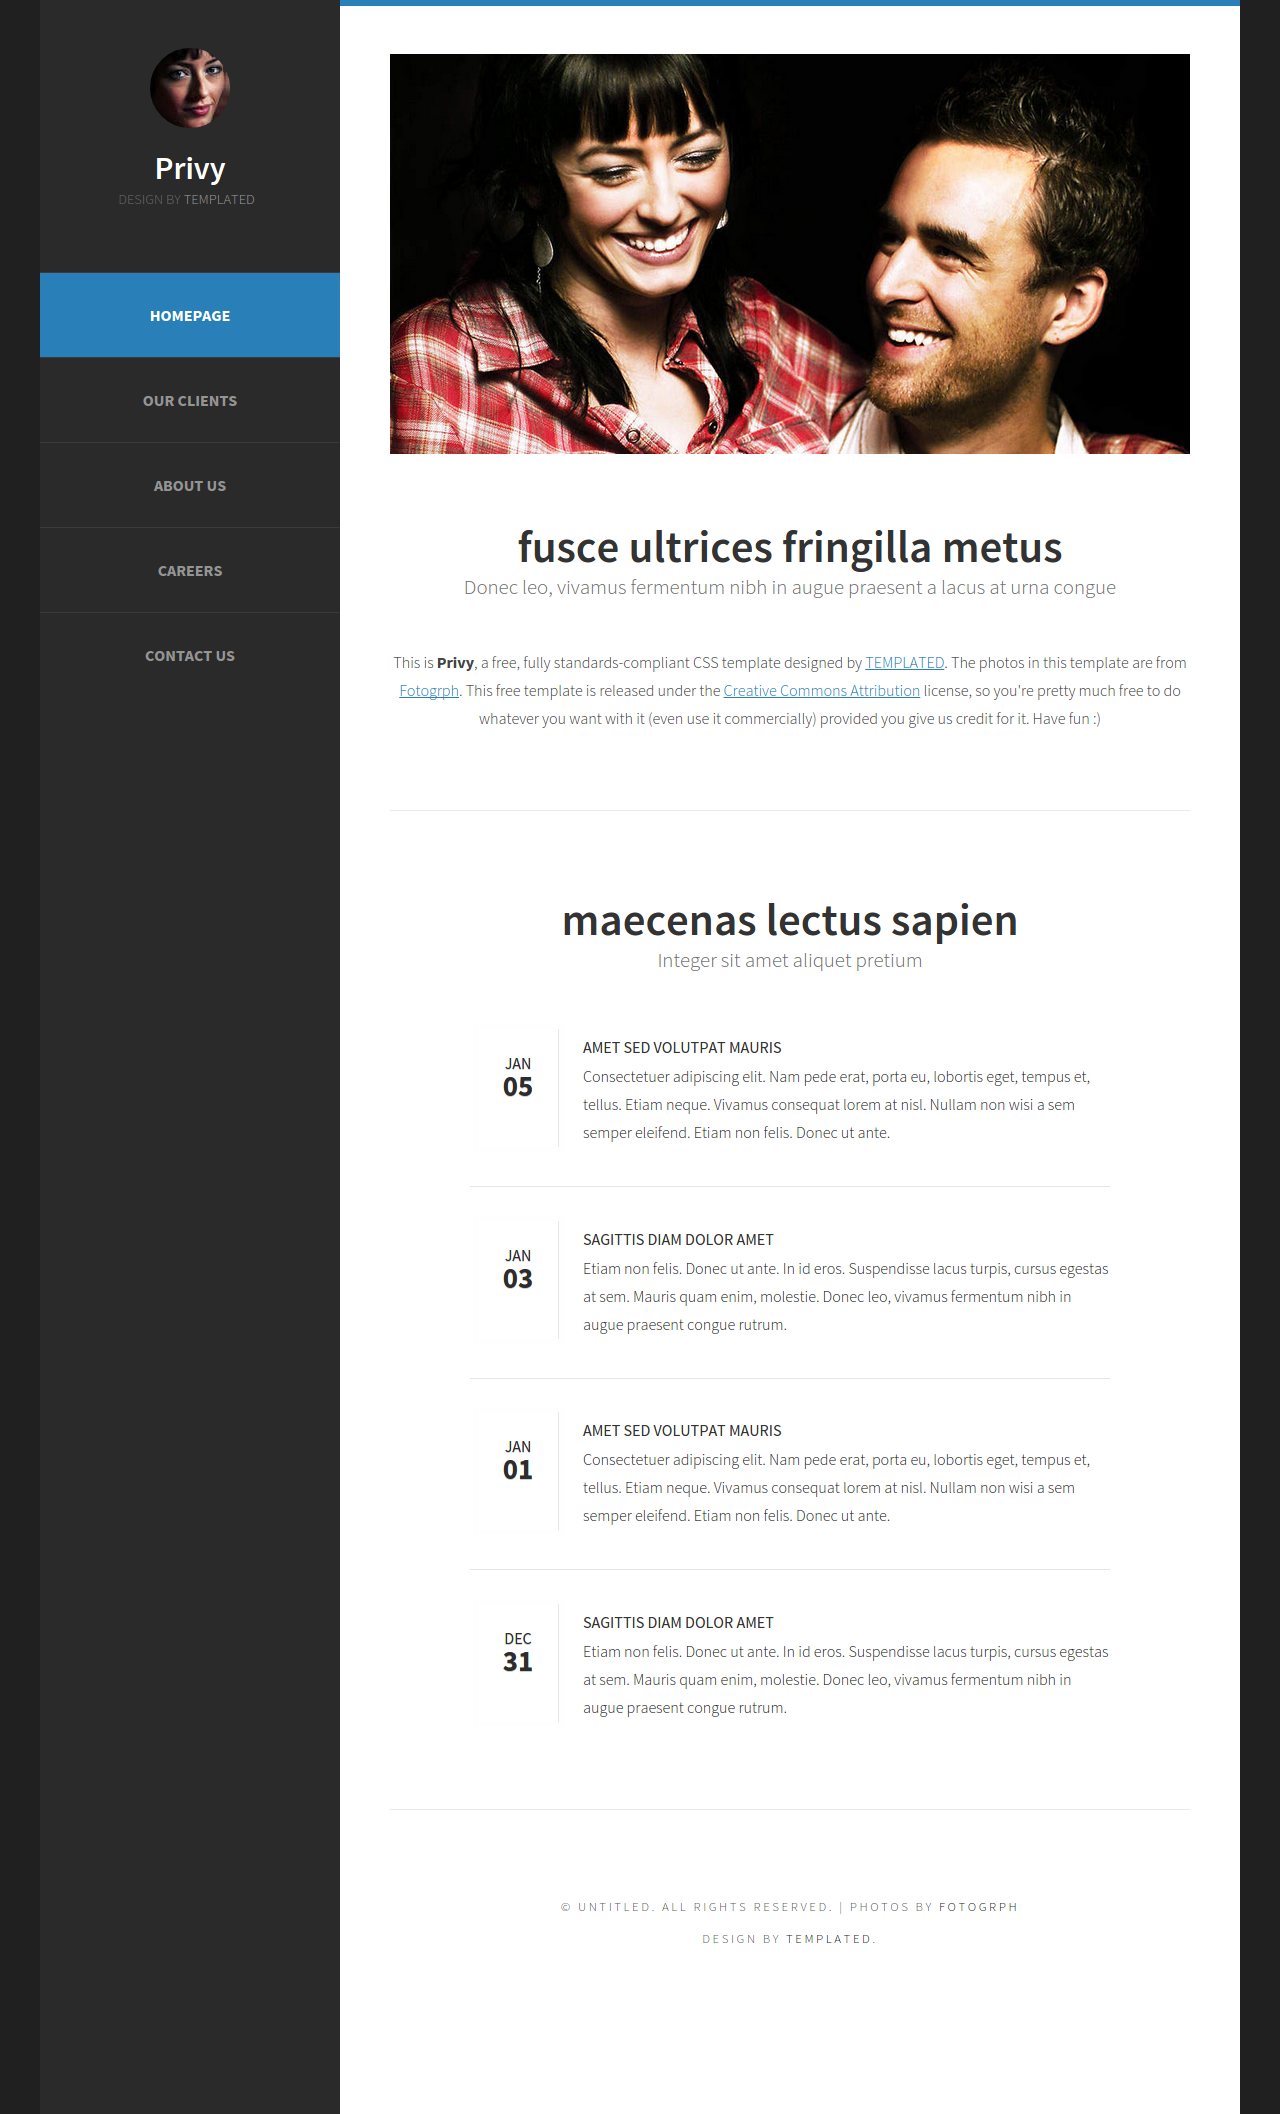 Privy
DESIGN BY TEMPLATED
HOMEPAGE
OUR CLIENTS
ABOUT US
CAREERS
CONTACT US
fusce ultrices fringilla metus
Donec leo, vivamus fermentum nibh in augue praesent a lacus at urna congue
This is Privy, a free, fully standards-compliant CSS template designed by TEMPLATED. The photos in this template are from
Fotogrph. This free template is released under the Creative Commons Attribution license, so you're pretty much free to do
whatever you want with it (even use it commercially) provided you give us credit for it. Have fun :)
maecenas lectus sapien
Integer sit amet aliquet pretium
JAN
05
AMET SED VOLUTPAT MAURIS
Consectetuer adipiscing elit. Nam pede erat, porta eu, lobortis eget, tempus et,
tellus. Etiam neque. Vivamus consequat lorem at nisl. Nullam non wisi a sem
semper eleifend. Etiam non felis. Donec ut ante.
JAN
03
SAGITTIS DIAM DOLOR AMET
Etiam non felis. Donec ut ante. In id eros. Suspendisse lacus turpis, cursus egestas
at sem. Mauris quam enim, molestie. Donec leo, vivamus fermentum nibh in
augue praesent congue rutrum.
JAN
01
AMET SED VOLUTPAT MAURIS
Consectetuer adipiscing elit. Nam pede erat, porta eu, lobortis eget, tempus et,
tellus. Etiam neque. Vivamus consequat lorem at nisl. Nullam non wisi a sem
semper eleifend. Etiam non felis. Donec ut ante.
DEC
31
SAGITTIS DIAM DOLOR AMET
Etiam non felis. Donec ut ante. In id eros. Suspendisse lacus turpis, cursus egestas
at sem. Mauris quam enim, molestie. Donec leo, vivamus fermentum nibh in
augue praesent congue rutrum.
© UNTITLED. ALL RIGHTS RESERVED. | PHOTOS BY FOTOGRPH
DESIGN BY TEMPLATED.